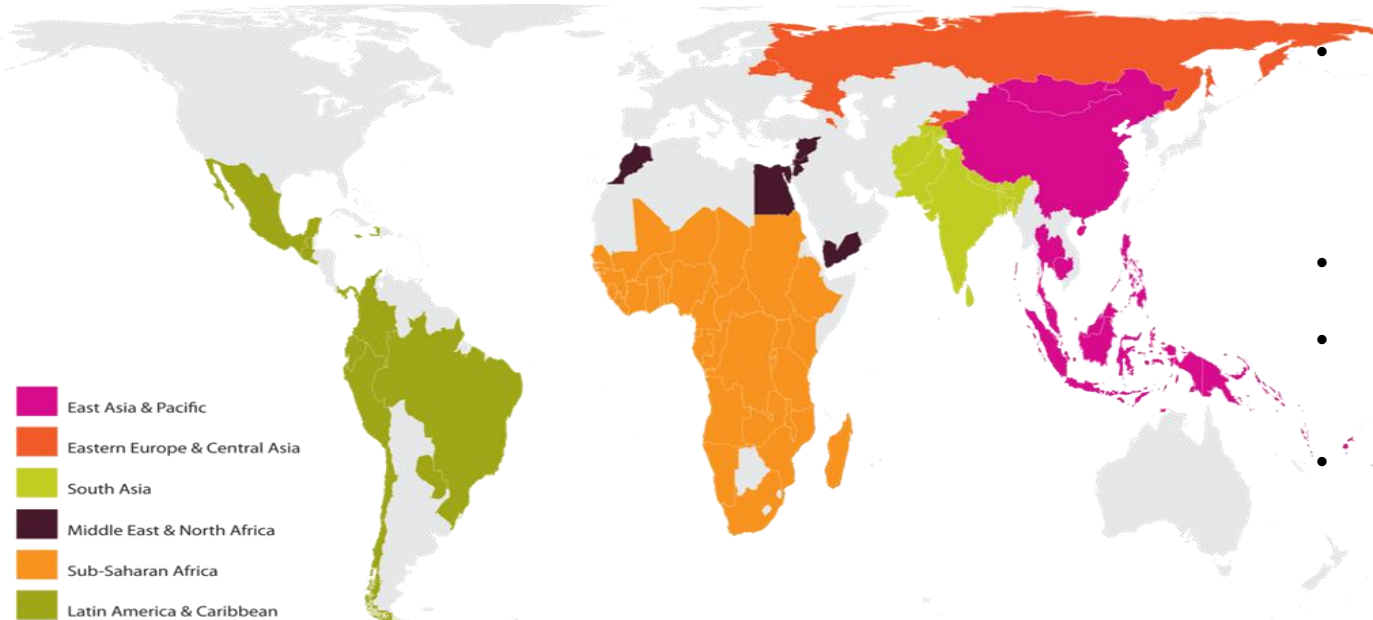 East Asia & Pacific
Eastern Europe & Central Asia
South Asia
Middle East & North Africa
Sub-Saharan Africa
Latin America & Caribbean